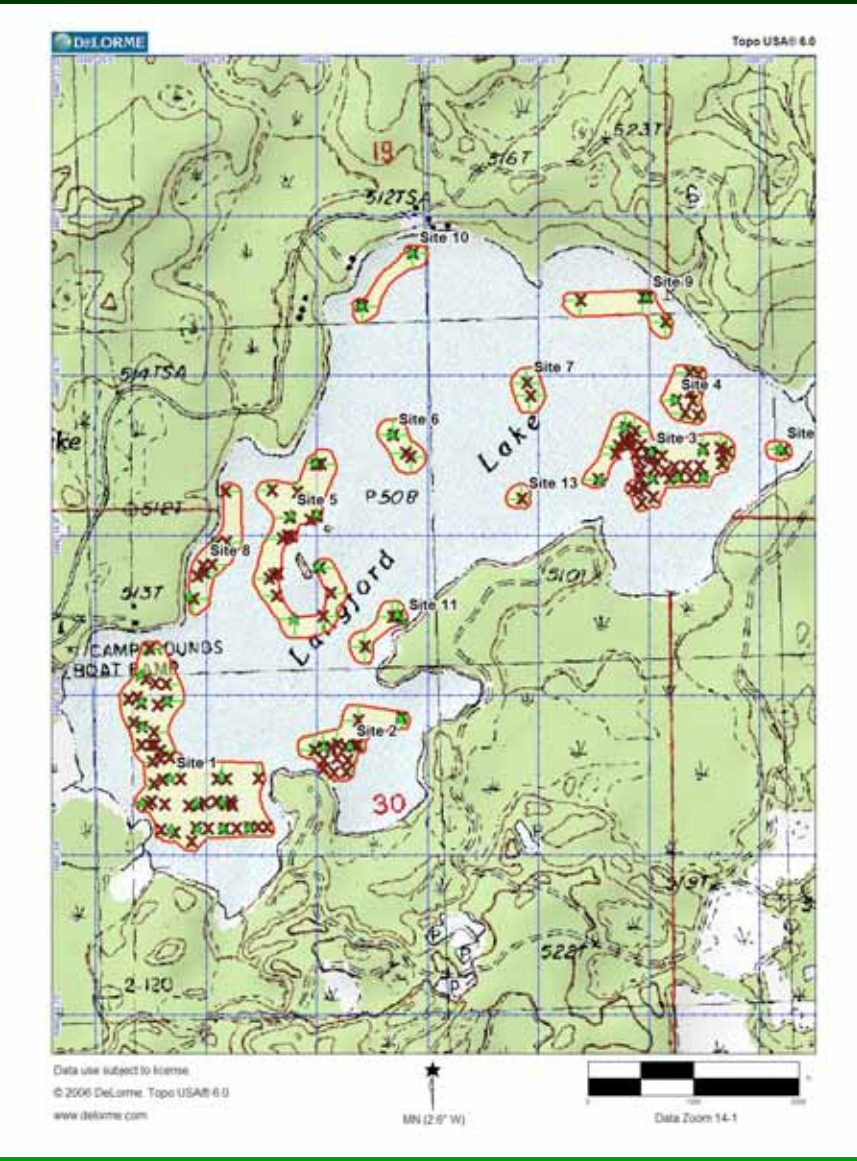 DELORME
Topo USA® 6.0
19
523T
516T
512TSA
Site 10
Site 9
514TSA
Site 7
Site 4
Site 6
Lake
Site 3
Site
ke
Site 5
P508
Site 13
512T
Site 8
5101
513T
Langford
Site 11
CAMPGROUNDS
BOAT RAMP
Site 2
Site 1
30
P
519T
P
522T
P
P
2-120
Data use subject to license.
© 2006 DeLorme. Topo USA® 6.0
www.delorme.com
MN (2.6° W)
Data Zoom 14-1